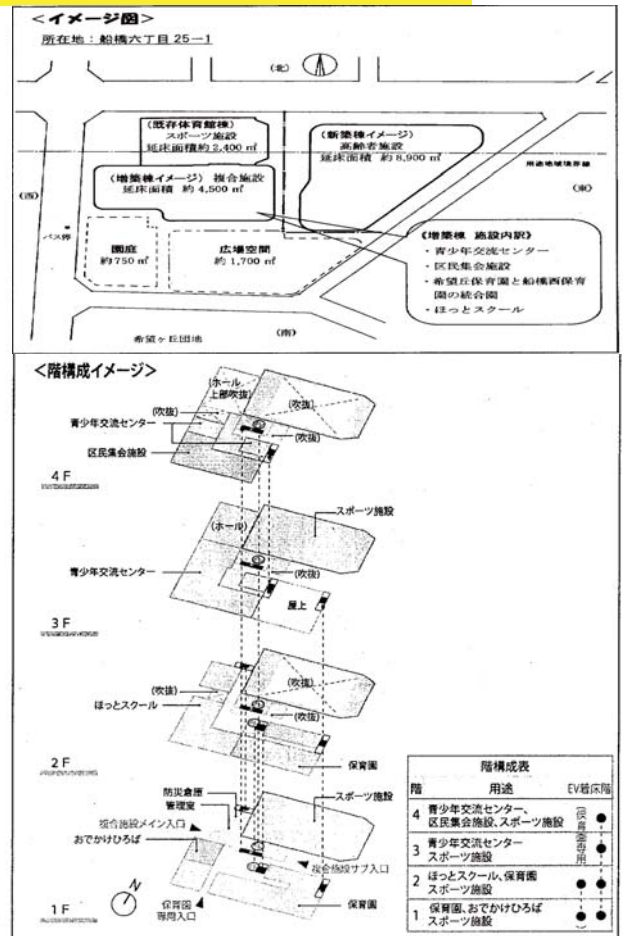 <イメージ図>
所在地：船橋六丁目25－1
(北)
(既存体育館棟)
スポーツ施設
延床面積約2,400 ㎡
(新築棟イメージ)
高齢者施設
延床面積 約8,900 ㎡
(増築棟イメージ) 複合施設
延床面積 約4,500 ㎡
用途地域境界線
(西)
(東)
バス停
園庭
約750 ㎡
広場空間
約1,700 ㎡
《増築棟 施設内訳》
・青少年交流センター
・区民集会施設
・希望丘保育園と船橋西保育
園の統合園
・ほっとスクール
希望ヶ丘団地
(南)
<階構成イメージ>
(ホール
上部吹抜)
(吹抜)
(吹抜)
青少年交流センター
(吹抜)
区民集会施設
4F
(ホール)
スポーツ施設
青少年交流センター
(吹抜)
屋上
3F
(吹抜)
(吹抜)
ほっとスクール
(吹抜)
保育園
2F
防災倉庫
管理室
スポーツ施設
複合施設メイン入口
おでかけひろば
複合施設サブ入口
N
保育園
専用入口
保育園
1F
階構成表
階 用途 EV着床階
4 青少年交流センター、
区民集会施設、スポーツ施設
3 青少年交流センター
スポーツ施設
2 ほっとスクール、保育園
スポーツ施設
1 保育園、おでかけひろば
スポーツ施設
(保育園専用)